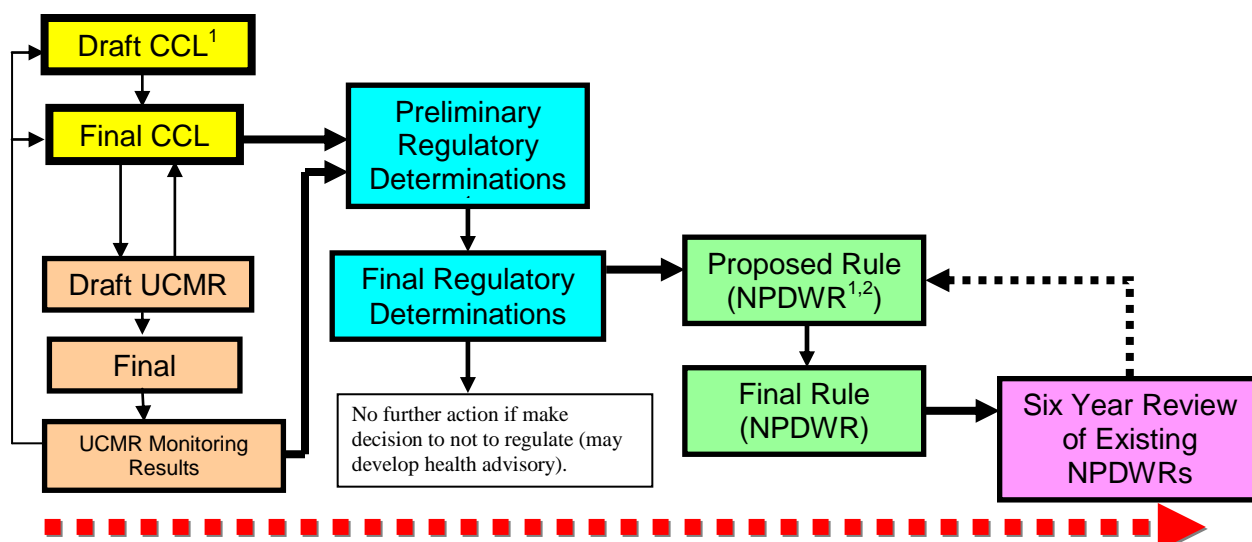 Draft CCL¹
Final CCL
Draft UCMR
Final
UCMR Monitoring
Results
Preliminary
Regulatory
Determinations
Final Regulatory
Determinations
No further action if make
decision to not to regulate (may
develop health advisory).
Proposed Rule
(NPDWR¹,²)
Final Rule
(NPDWR)
Six Year Review
of Existing
NPDWRs